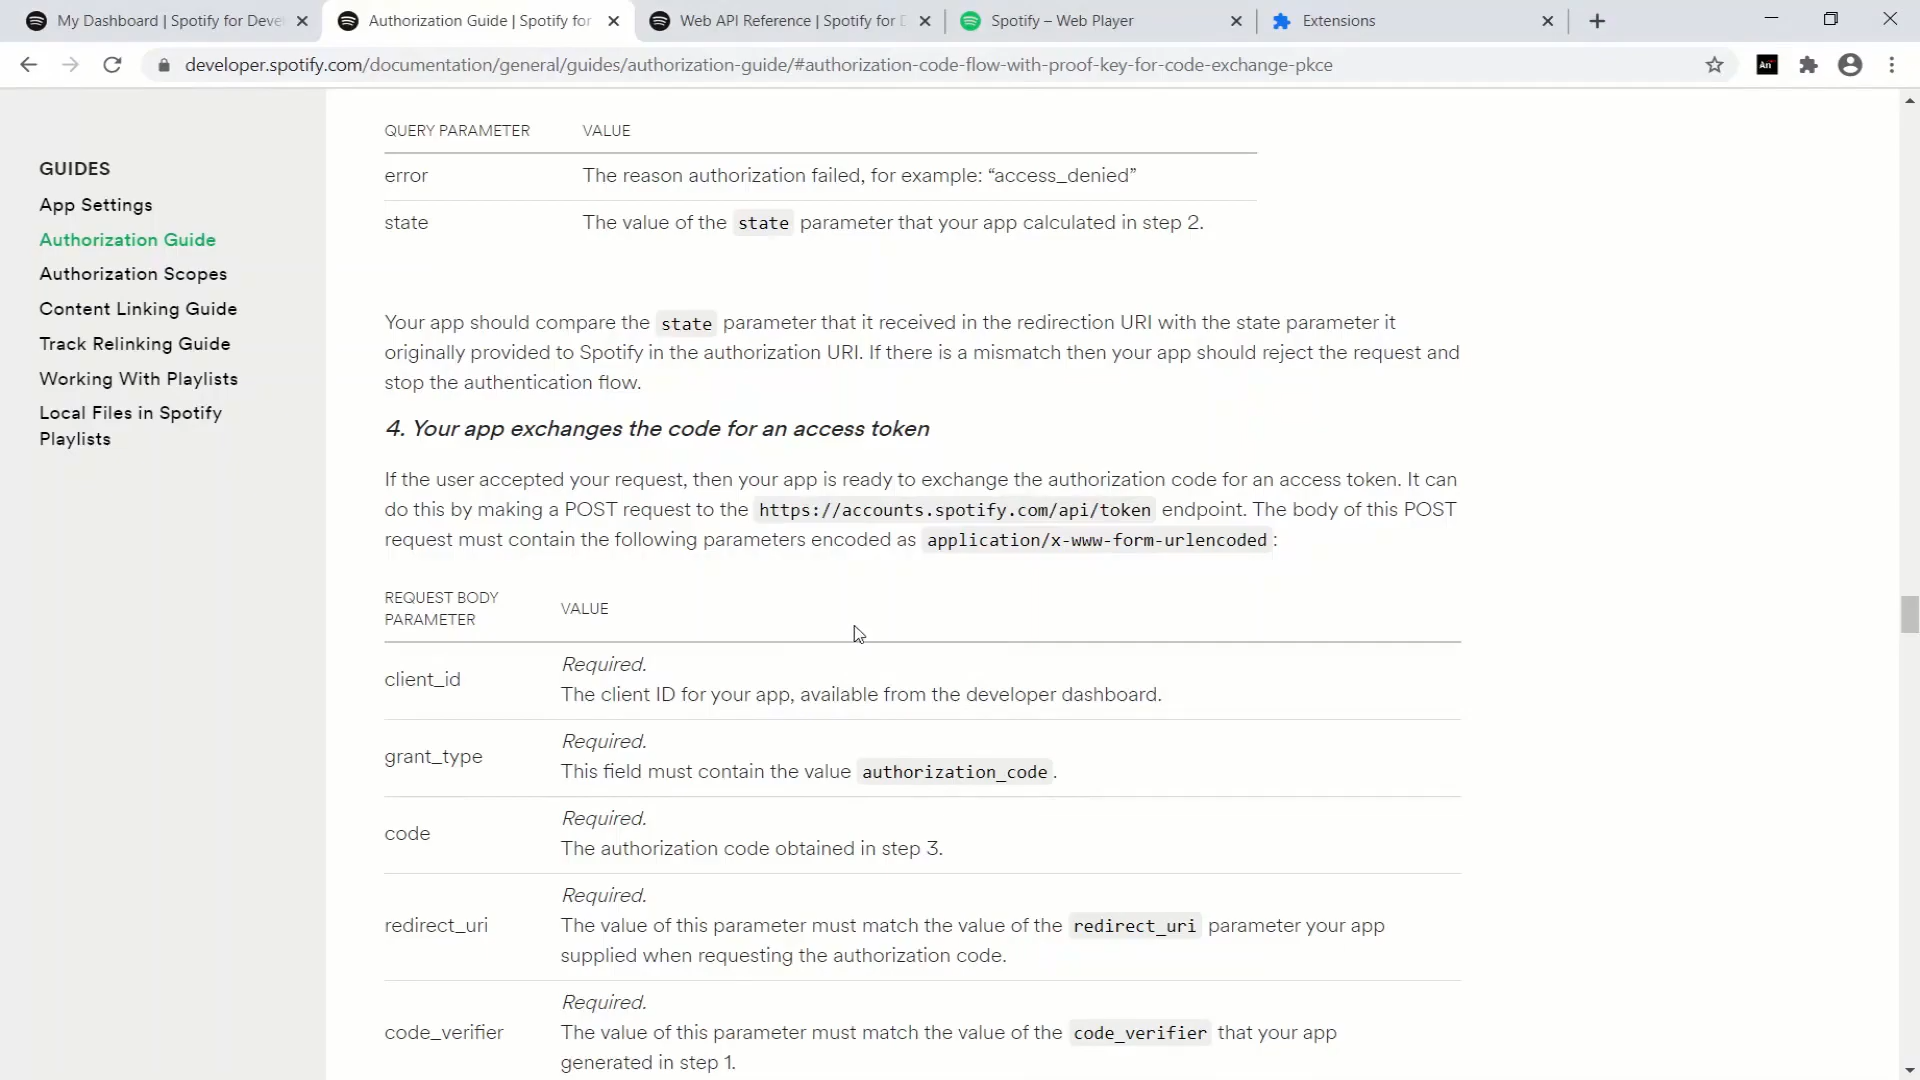 My Dashboard | Spotify for Deve
Authorization Guide | Spotify for
Web API Reference | Spotify for D
Spotify – Web Player
Extensions
developer.spotify.com/documentation/general/guides/authorization-guide/#authorization-code-flow-with-proof-key-for-code-exchange-pkce
GUIDES
App Settings
Authorization Guide
Authorization Scopes
Content Linking Guide
Track Relinking Guide
Working With Playlists
Local Files in Spotify
Playlists
QUERY PARAMETER VALUE
error The reason authorization failed, for example: “access_denied”
state The value of the state parameter that your app calculated in step 2.
Your app should compare the state parameter that it received in the redirection URI with the state parameter it
originally provided to Spotify in the authorization URI. If there is a mismatch then your app should reject the request and
stop the authentication flow.
4. Your app exchanges the code for an access token
If the user accepted your request, then your app is ready to exchange the authorization code for an access token. It can
do this by making a POST request to the https://accounts.spotify.com/api/token endpoint. The body of this POST
request must contain the following parameters encoded as application/x-www-form-urlencoded:
REQUEST BODY
PARAMETER
VALUE
client_id
Required.
The client ID for your app, available from the developer dashboard.
grant_type
Required.
This field must contain the value authorization_code.
code
Required.
The authorization code obtained in step 3.
redirect_uri
Required.
The value of this parameter must match the value of the redirect_uri parameter your app
supplied when requesting the authorization code.
code_verifier
Required.
The value of this parameter must match the value of the code_verifier that your app
generated in step 1.